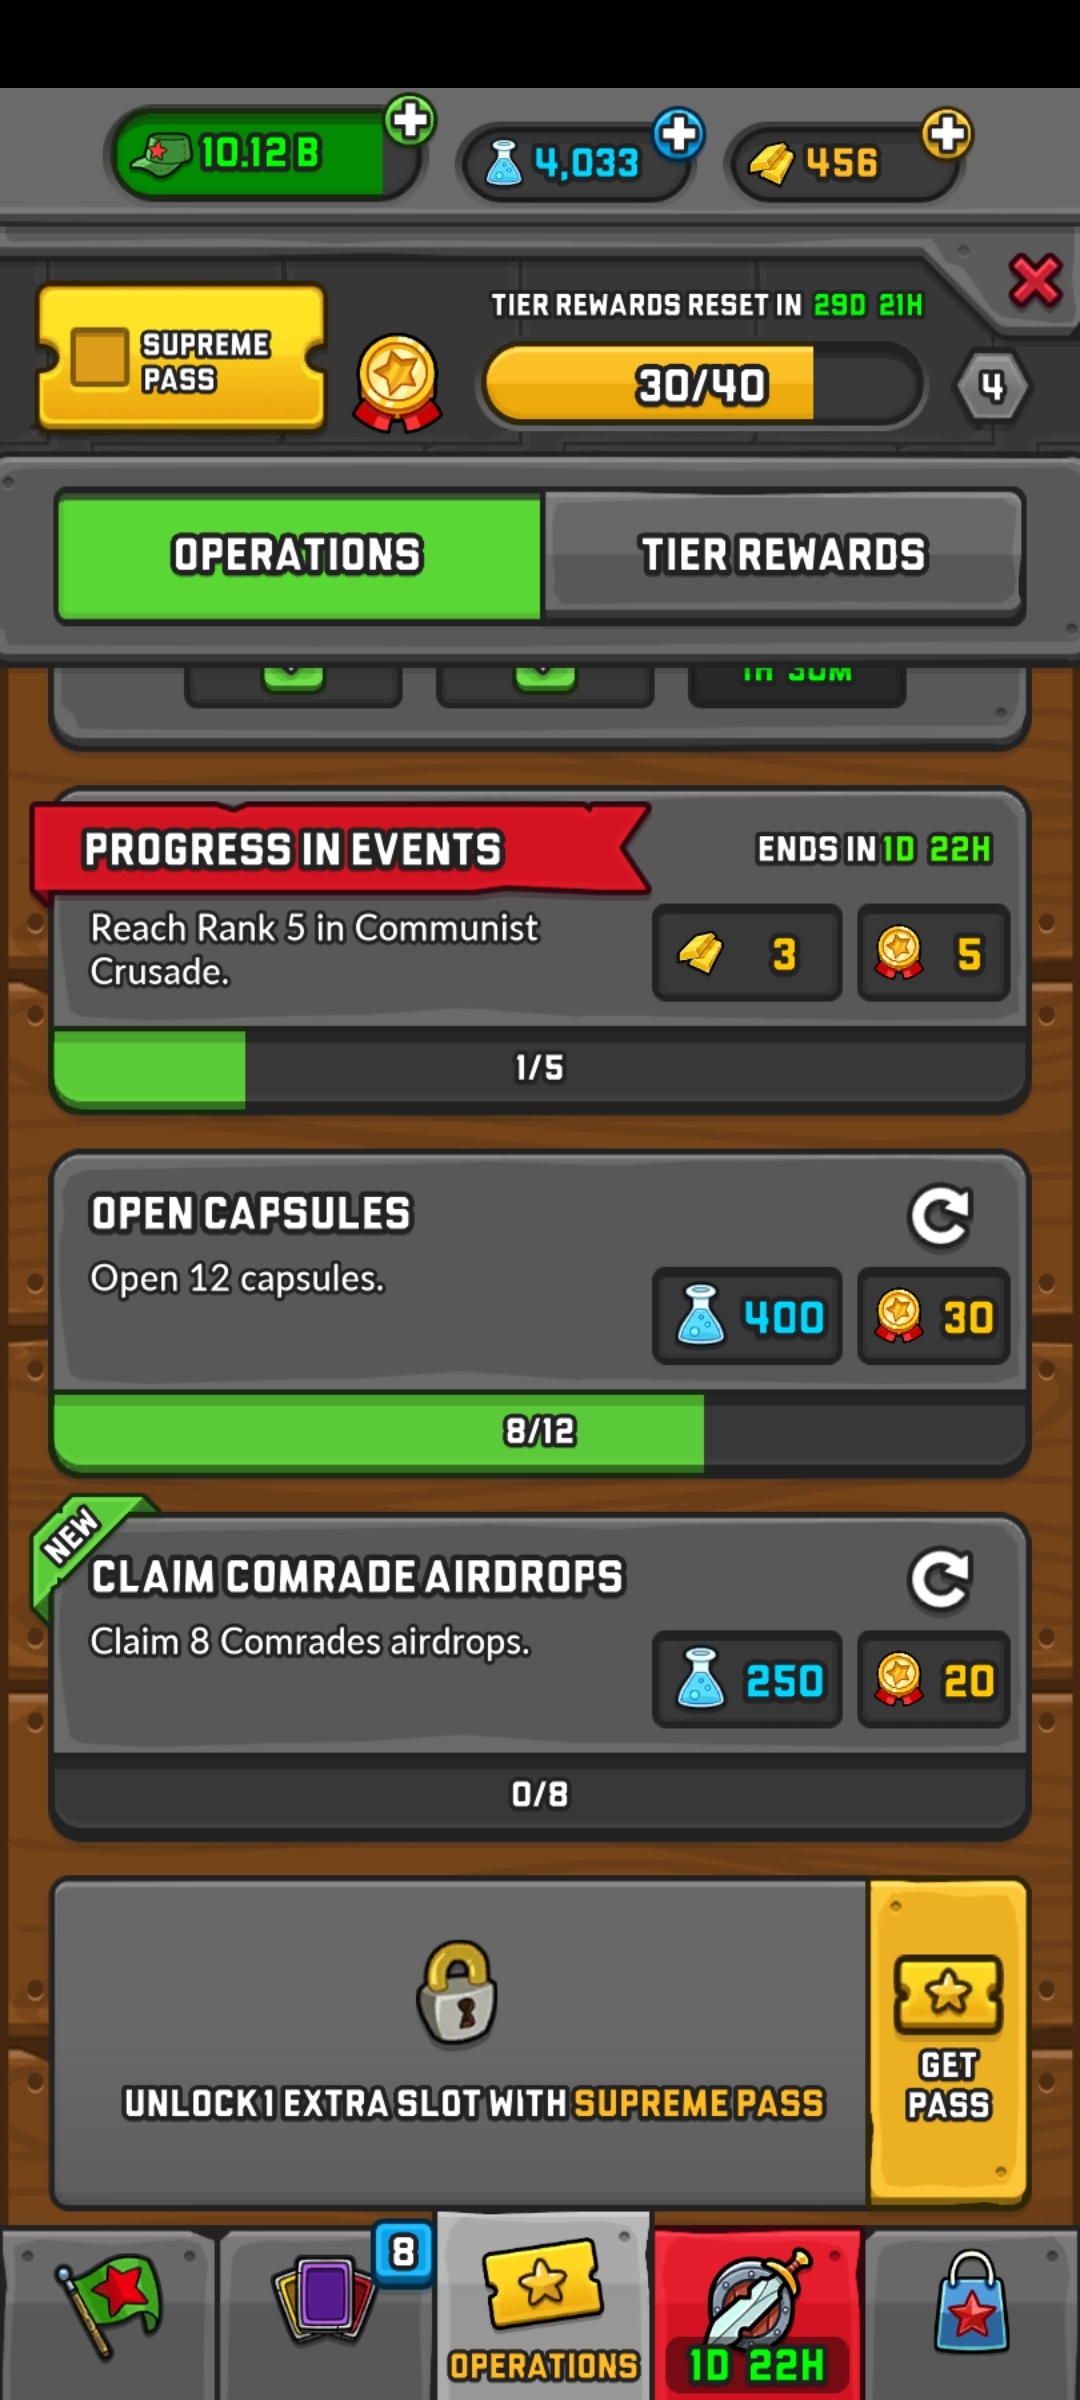 10.12 B
4,033
456
SUPREME
PASS
TIER REWARDS RESET IN 29D 21H
30/40
4
OPERATIONS
TIER REWARDS
1H 30M
PROGRESS IN EVENTS
ENDS IN 1D 22H
Reach Rank 5 in Communist
Crusade.
3
5
1/5
OPEN CAPSULES
Open 12 capsules.
400
30
8/12
NEW
CLAIM COMRADE AIRDROPS
Claim 8 Comrades airdrops.
250
20
0/8
UNLOCK 1 EXTRA SLOT WITH SUPREME PASS
GET
PASS
8
OPERATIONS
1D 22H